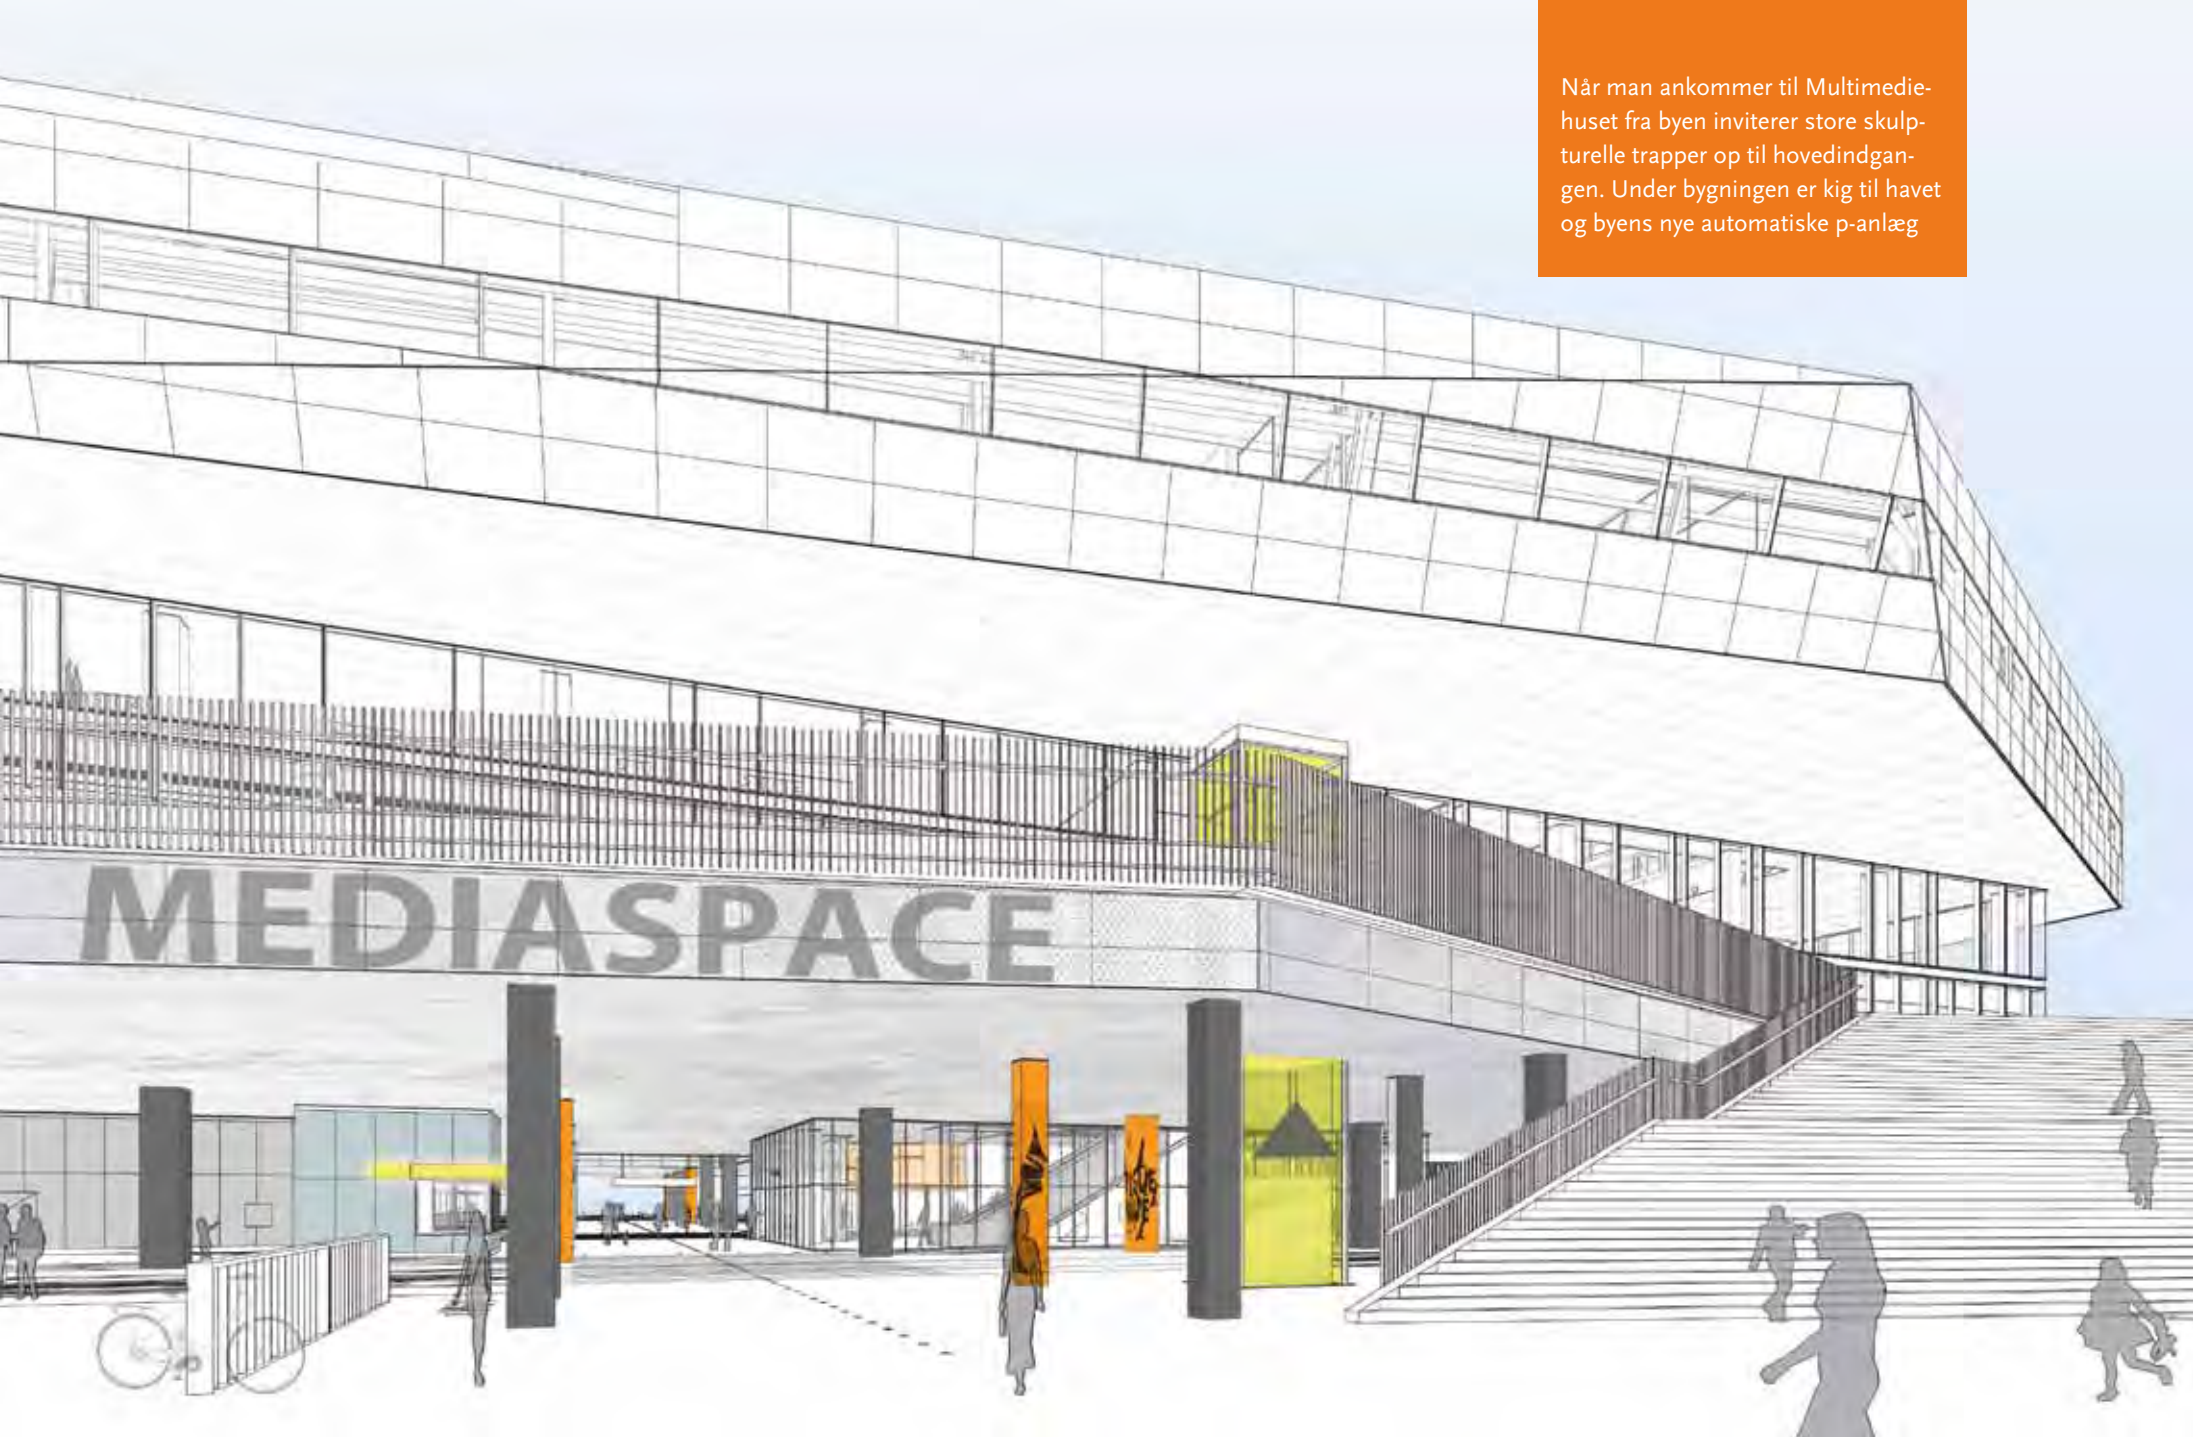 Når man ankommer til Multimedie-
huset fra byen inviterer store skulp-
turelle trapper op til hovedindgan-
gen. Under bygningen er kig til havet
og byens nye automatiske p-anlæg
MEDIASPACE